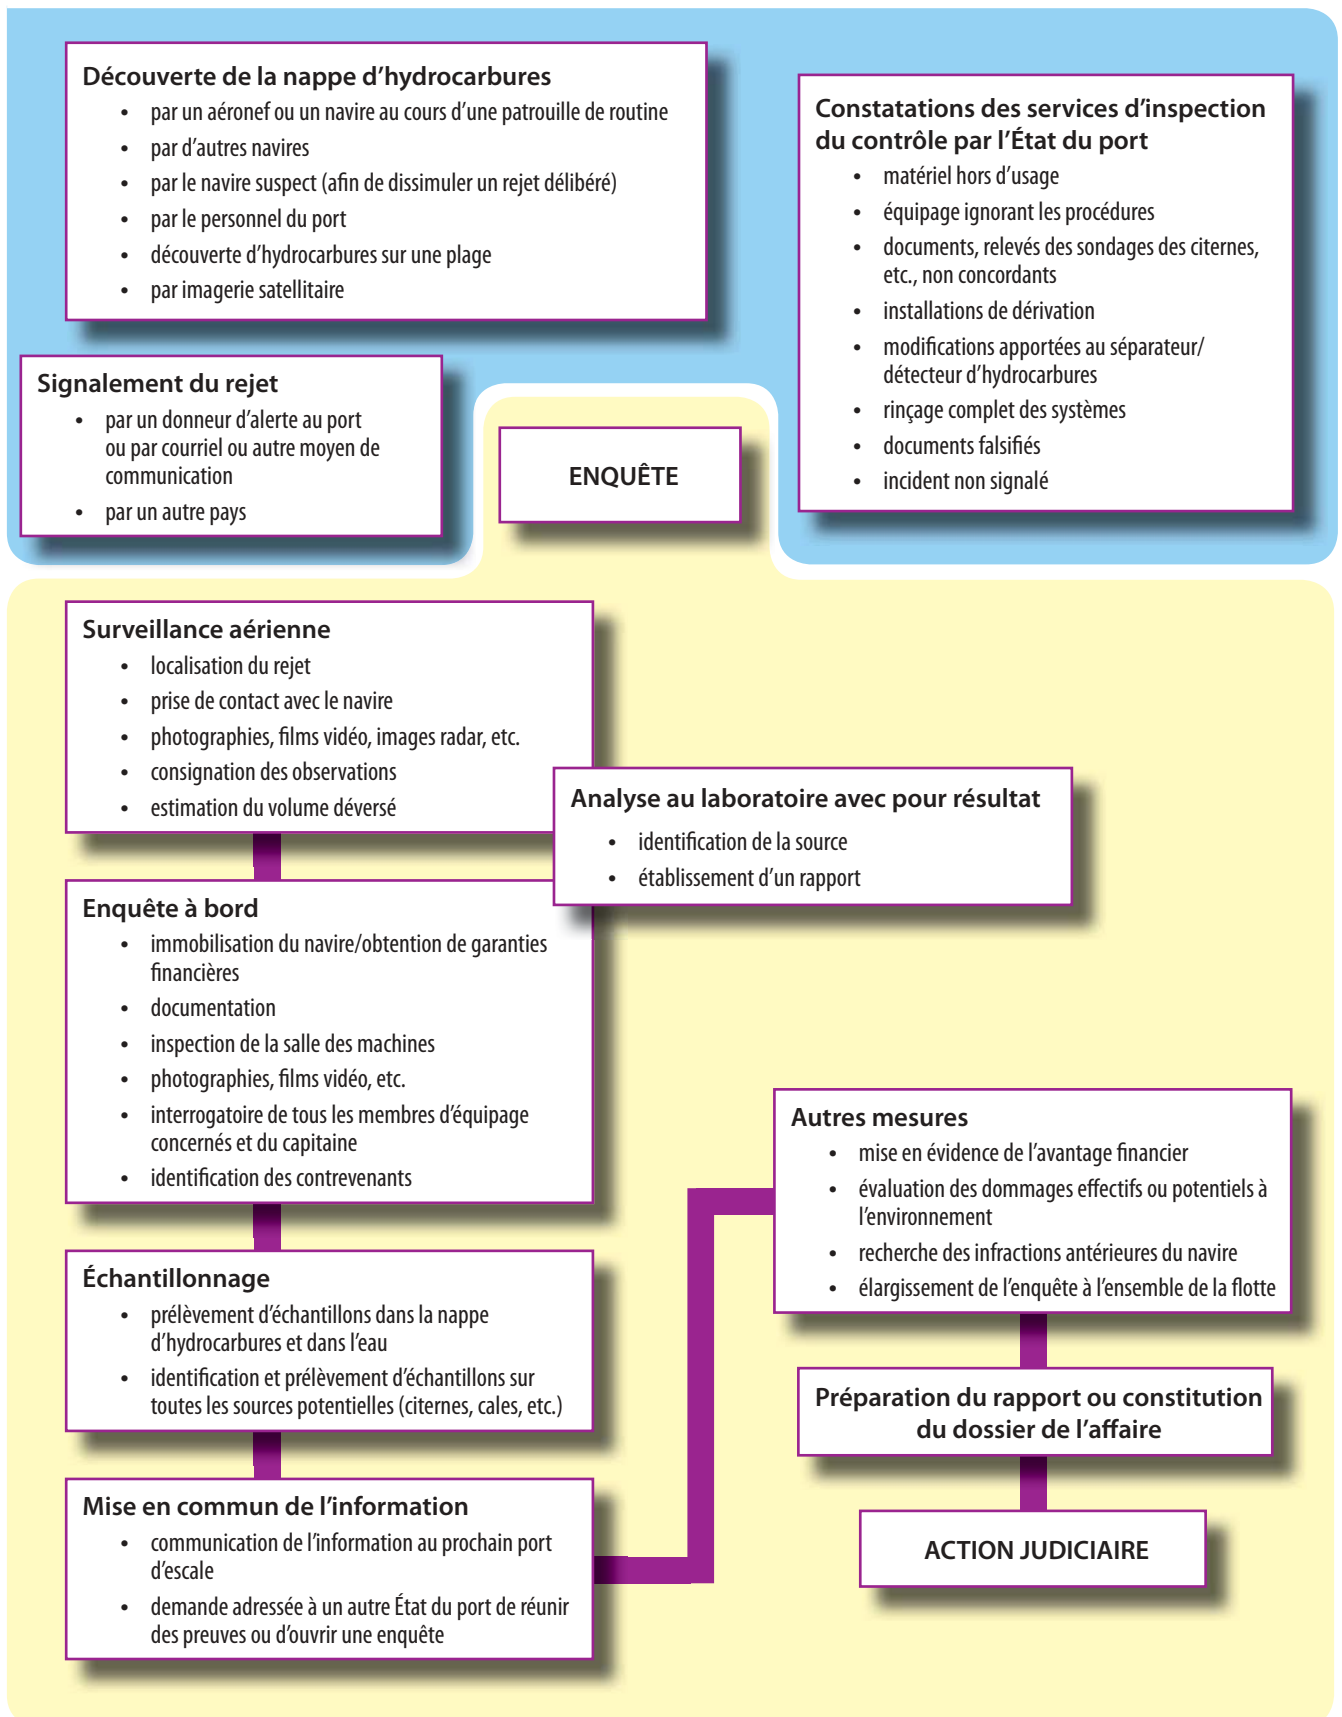 Découverte de la nappe d’hydrocarbures
• par un aéronef ou un navire au cours d’une patrouille de routine
• par d’autres navires
• par le navire suspect (afin de dissimuler un rejet délibéré)
• par le personnel du port
• découverte d’hydrocarbures sur une plage
• par imagerie satellitaire
Signalement du rejet
• par un donneur d’alerte au port
ou par courriel ou autre moyen de
communication
• par un autre pays
Constatations des services d’inspection
du contrôle par l’État du port
• matériel hors d’usage
• équipage ignorant les procédures
• documents, relevés des sondages des citernes,
etc., non concordants
• installations de dérivation
• modifications apportées au séparateur/
détecteur d’hydrocarbures
• rinçage complet des systèmes
• documents falsifiés
• incident non signalé
ENQUÊTE
Surveillance aérienne
• localisation du rejet
• prise de contact avec le navire
• photographies, films vidéo, images radar, etc.
• consignation des observations
• estimation du volume déversé
Analyse au laboratoire avec pour résultat
• identification de la source
• établissement d’un rapport
Enquête à bord
• immobilisation du navire/obtention de garanties
financières
• documentation
• inspection de la salle des machines
• photographies, films vidéo, etc.
• interrogatoire de tous les membres d’équipage
concernés et du capitaine
• identification des contrevenants
Échantillonnage
• prélèvement d’échantillons dans la nappe
d’hydrocarbures et dans l’eau
• identification et prélèvement d’échantillons sur
toutes les sources potentielles (citernes, cales, etc.)
Mise en commun de l’information
• communication de l’information au prochain port
d’escale
• demande adressée à un autre État du port de réunir
des preuves ou d’ouvrir une enquête
Autres mesures
• mise en évidence de l’avantage financier
• évaluation des dommages effectifs ou potentiels à
l’environnement
• recherche des infractions antérieures du navire
• élargissement de l’enquête à l’ensemble de la flotte
Préparation du rapport ou constitution
du dossier de l’affaire
ACTION JUDICIAIRE